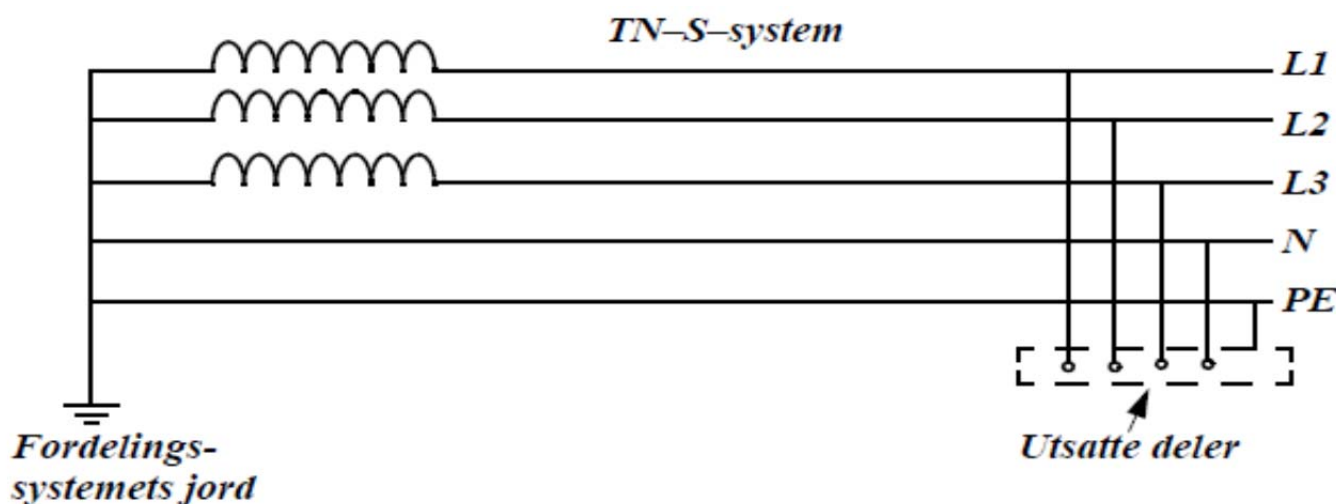 TN–S–system
L1
L2
L3
N
PE
Fordelings-
systemets jord
Utsatte deler